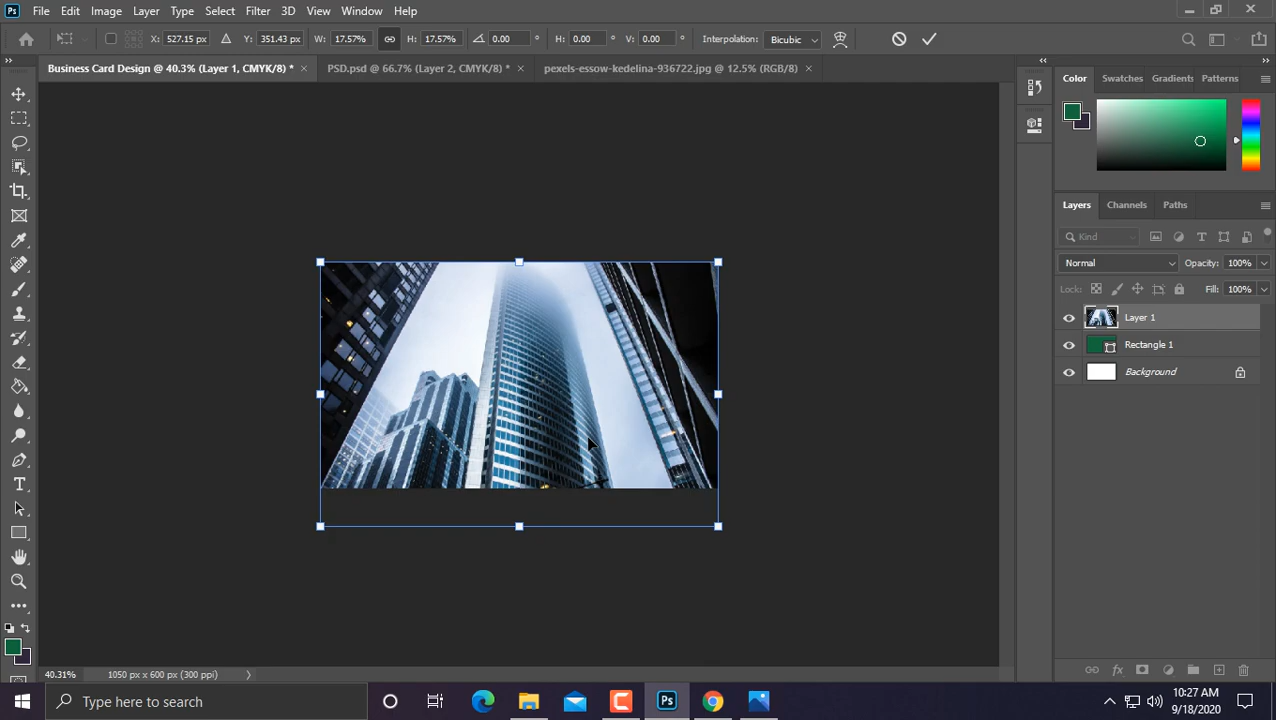 Ps File Edit Image Layer Type Select Filter 3D View Window Help
X: 527.15 px Y: 351.43 px W: 17.57% H: 17.57% 0.00 ° H: 0.00 ° V: 0.00 ° Interpolation: Bicubic
Business Card Design @ 40.3% (Layer 1, CMYK/8) * × PSD.psd @ 66.7% (Layer 2, CMYK/8) * × pexels-essow-kedelina-936722.jpg @ 12.5% (RGB/8) ×
Color Swatches Gradients Patterns
Layers Channels Paths
Kind
Normal Opacity: 100%
Lock: Fill: 100%
Layer 1
Rectangle 1
Background
40.31% 1050 px x 600 px (300 ppi)
Type here to search
Ps
10:27 AM
9/18/2020